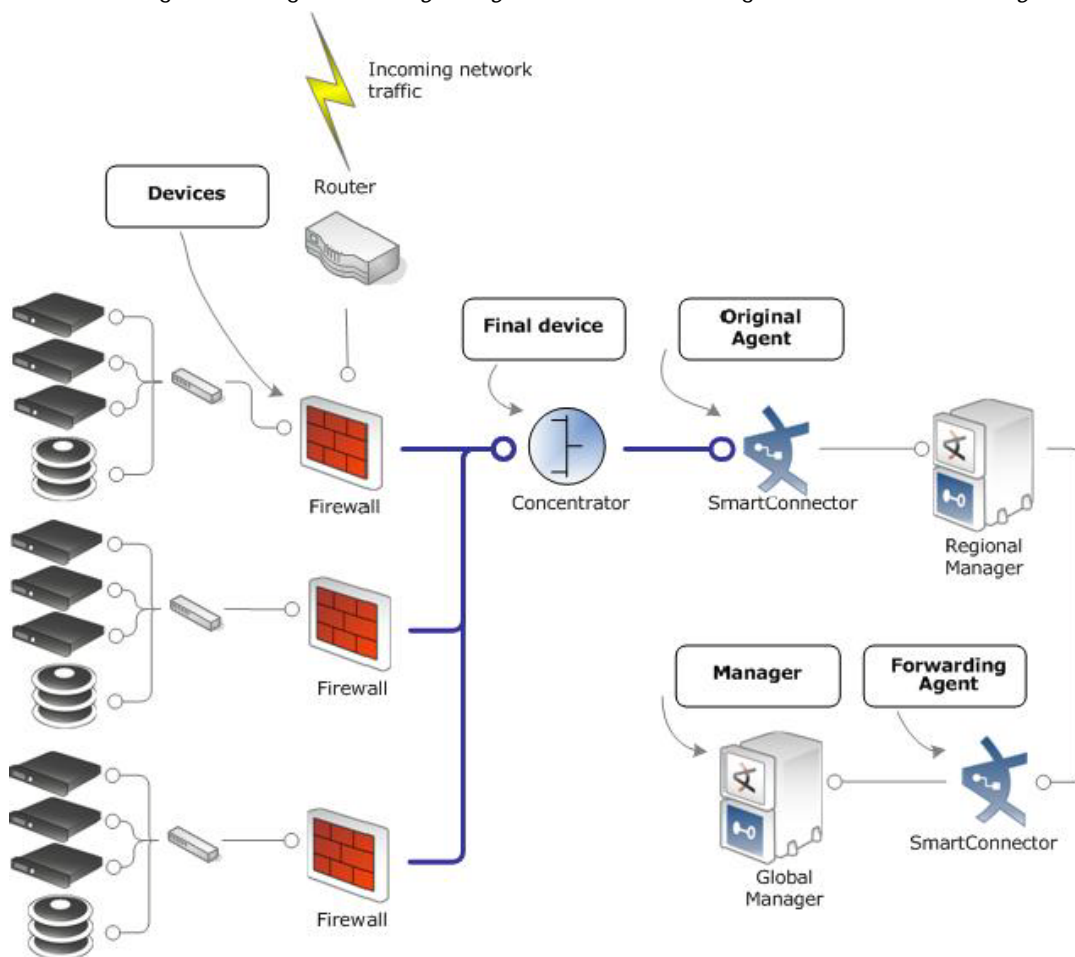 Incoming network
traffic
Devices
Router
Final device
Original
Agent
Firewall
Concentrator
SmartConnector
Regional
Manager
Firewall
Manager
Forwarding
Agent
SmartConnector
Global
Manager
Firewall